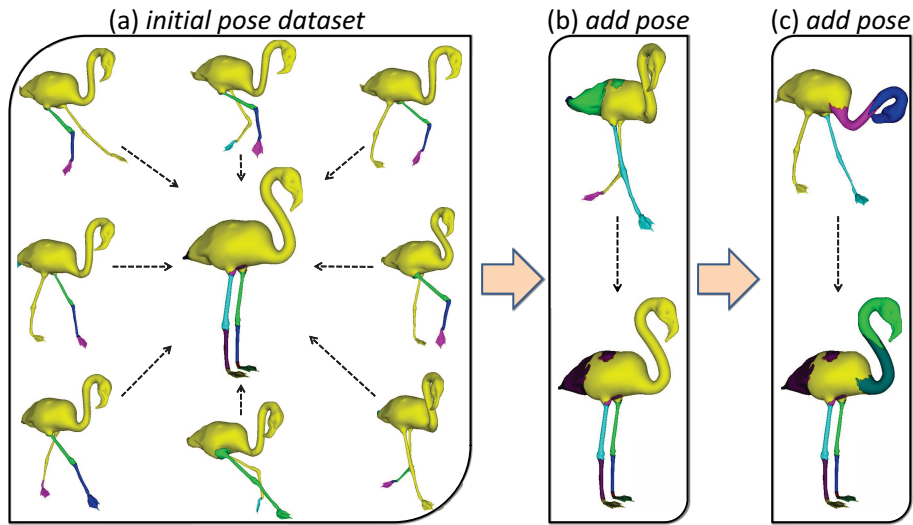 (a) initial pose dataset
(b) add pose
(c) add pose